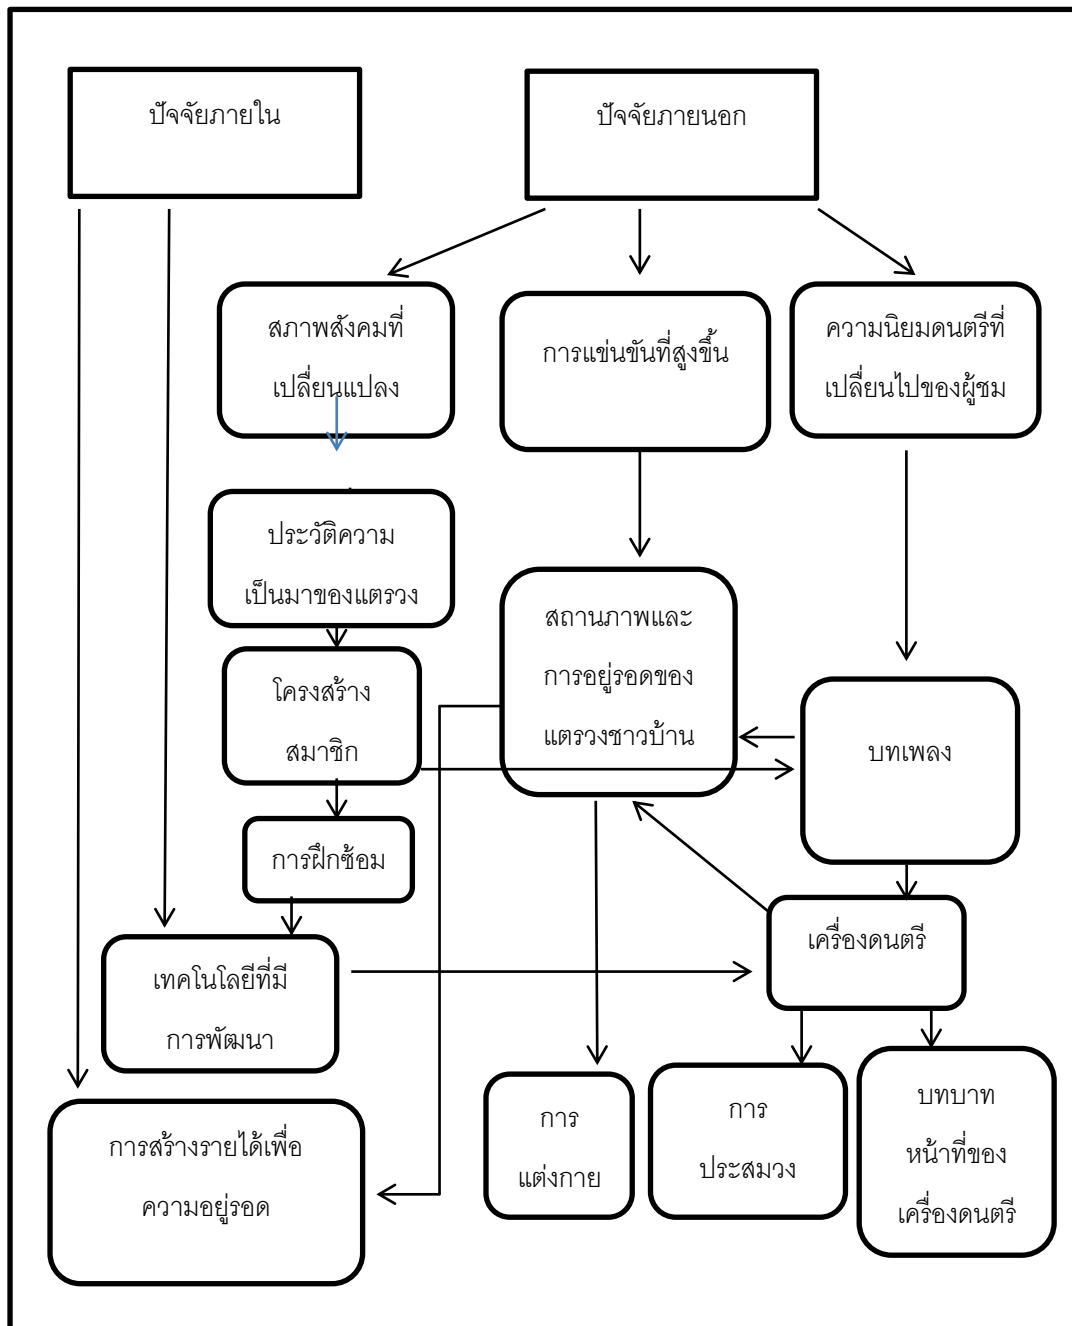 ปัจจัยภายใน
ปัจจัยภายนอก
สภาพสังคมที่
เปลี่ยนแปลง
การแข่นขันที่สูงขึ้น
ความนิยมดนตรีที่
เปลี่ยนไปของผู้ชม
ประวัติความ
เป็นมาของแตรวง
โครงสร้าง
สมาชิก
สถานภาพและ
การอยู่รอดของ
แตรวงชาวบ้าน
บทเพลง
การฝึกซ้อม
เครื่องดนตรี
เทคโนโลยีที่มี
การพัฒนา
การสร้างรายได้เพื่อ
ความอยู่รอด
การ
แต่งกาย
การ
ประสมวง
บทบาท
หน้าที่ของ
เครื่องดนตรี